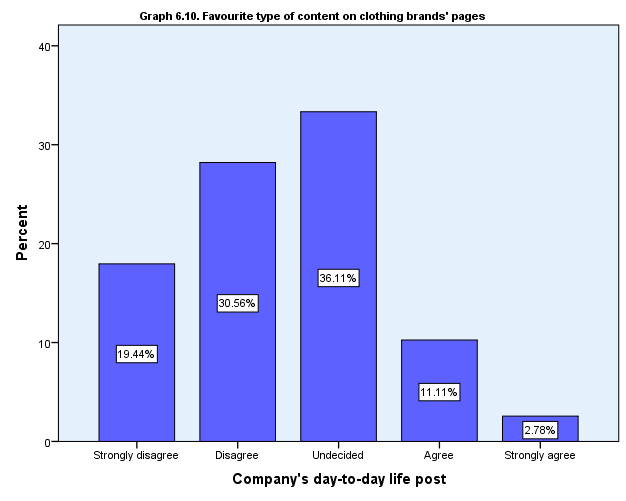 Graph 6.10. Favourite type of content on clothing brands' pages
40
30
20
10
0
Percent
19.44%
30.56%
36.11%
11.11%
2.78%
Strongly disagree
Disagree
Undecided
Agree
Strongly agree
Company's day-to-day life post